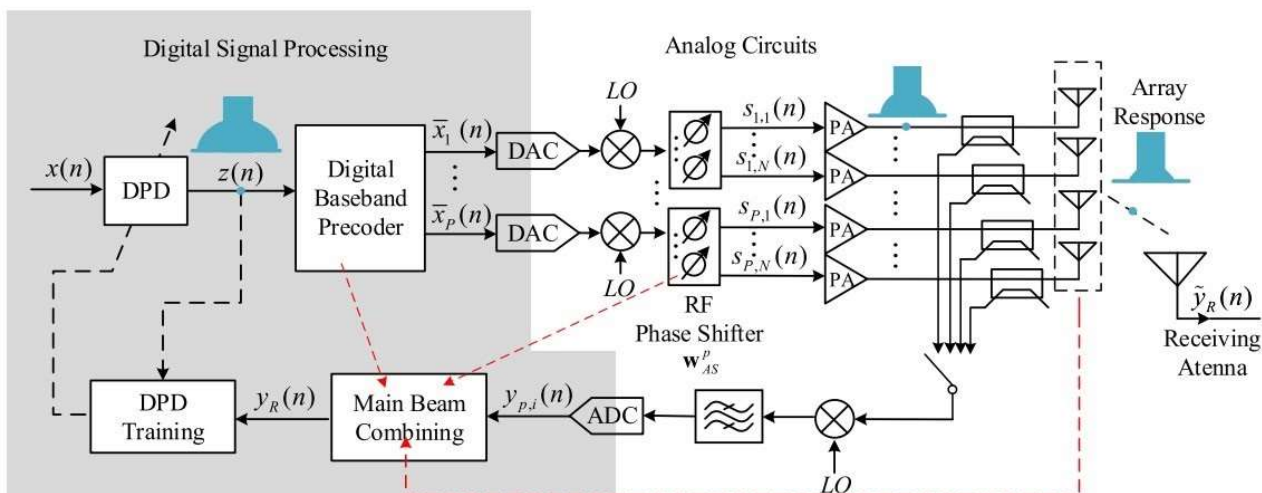 Digital Signal Processing
Analog Circuits
LO
x(n)
DPD
z(n)
Digital
Baseband
Precoder
x̅₁(n)
DAC
s₁,₁(n)
s₁,N(n)
PA
PA
Array
Response
x̅P(n)
DAC
LO
sP,₁(n)
sP,N(n)
PA
PA
RF
Phase Shifter
w^p_AS
ỹR(n)
Receiving
Atenna
DPD
Training
yR(n)
Main Beam
Combining
yp,i(n)
ADC
LO